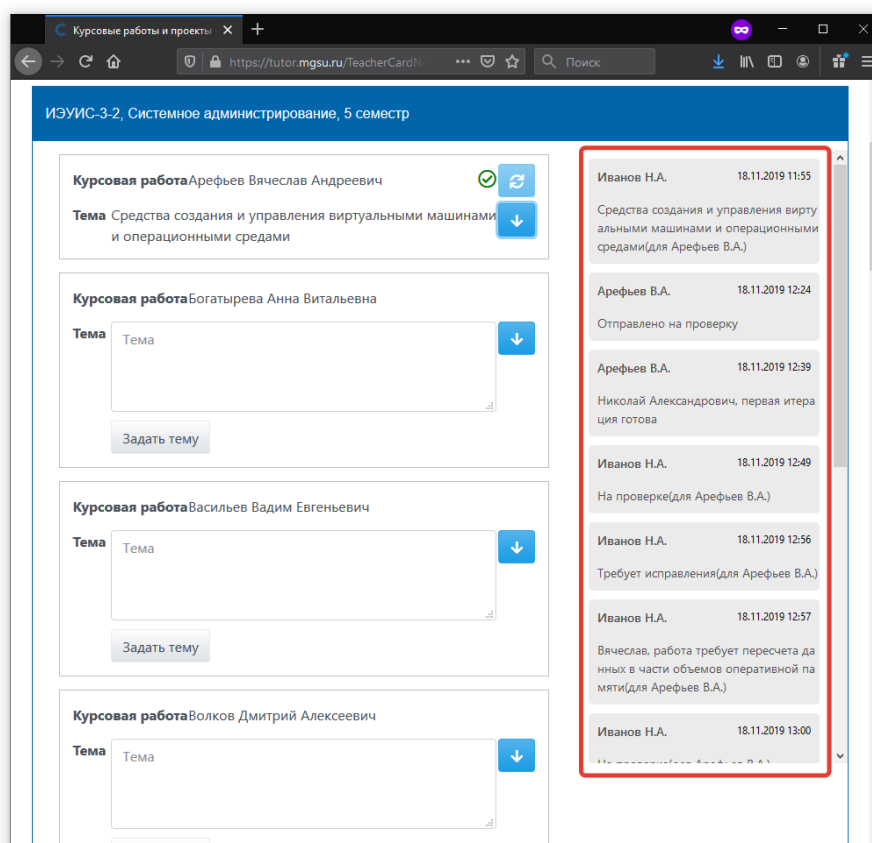 Курсовые работы и проекты
https://tutor.mgsu.ru/TeacherCardN
Поиск
ИЭУИС-3-2, Системное администрирование, 5 семестр
Курсовая работаАрефьев Вячеслав Андреевич
Тема Средства создания и управления виртуальными машинами
и операционными средами
Курсовая работаБогатырева Анна Витальевна
Тема
Тема
Задать тему
Курсовая работаВасильев Вадим Евгеньевич
Тема
Тема
Задать тему
Курсовая работаВолков Дмитрий Алексеевич
Тема
Тема
Иванов Н.А. 18.11.2019 11:55
Средства создания и управления вирту
альными машинами и операционными
средами(для Арефьев В.А.)
Арефьев В.А. 18.11.2019 12:24
Отправлено на проверку
Арефьев В.А. 18.11.2019 12:39
Николай Александрович, первая итера
ция готова
Иванов Н.А. 18.11.2019 12:49
На проверке(для Арефьев В.А.)
Иванов Н.А. 18.11.2019 12:56
Требует исправления(для Арефьев В.А.)
Иванов Н.А. 18.11.2019 12:57
Вячеслав, работа требует пересчета да
нных в части объемов оперативной па
мяти(для Арефьев В.А.)
Иванов Н.А. 18.11.2019 13:00